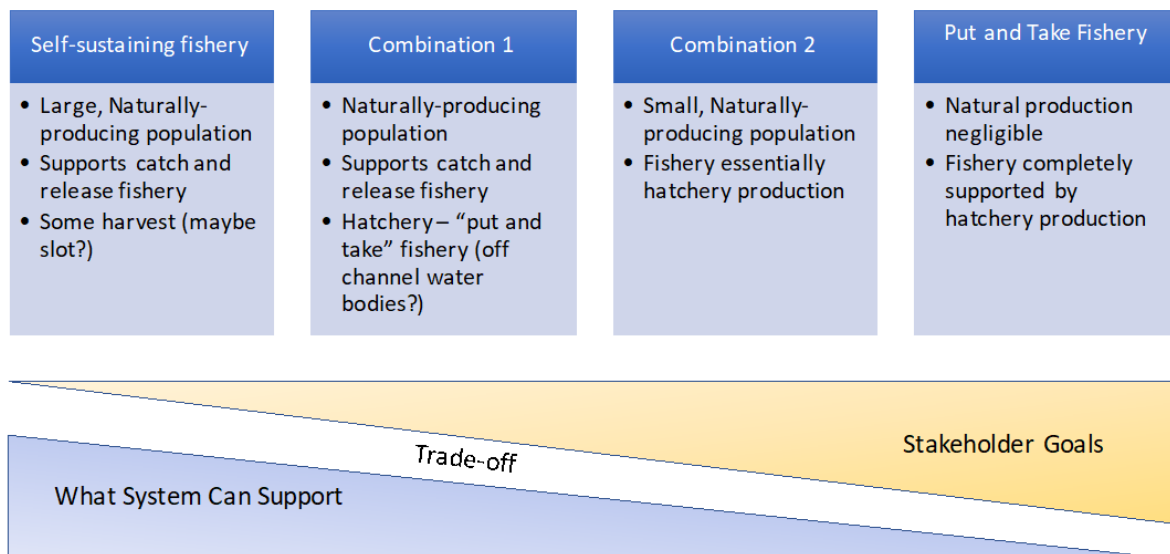 Self-sustaining fishery
• Large, Naturally-
producing population
• Supports catch and
release fishery
• Some harvest (maybe
slot?)
Combination 1
• Naturally-producing
population
• Supports catch and
release fishery
• Hatchery – “put and
take” fishery (off
channel water
bodies?)
Combination 2
• Small, Naturally-
producing population
• Fishery essentially
hatchery production
Put and Take Fishery
• Natural production
negligible
• Fishery completely
supported by
hatchery production
Trade-off
Stakeholder Goals
What System Can Support